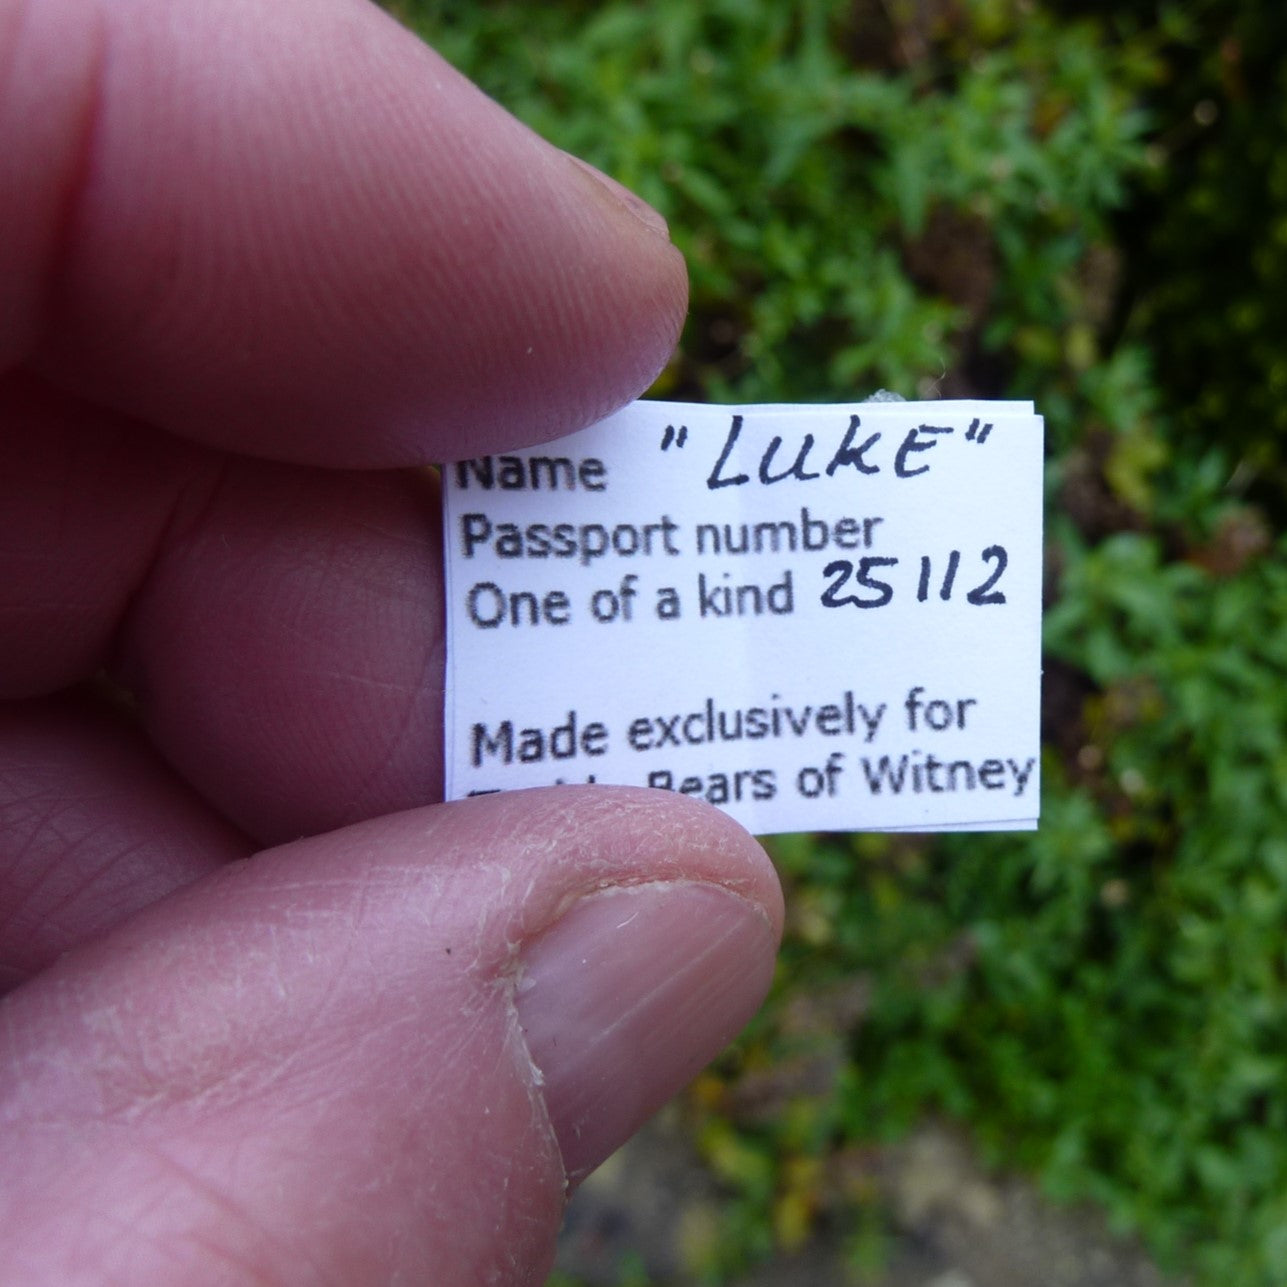 Name "LUKE"
Passport number
One of a kind 25112
Made exclusively for
Bears of Witney